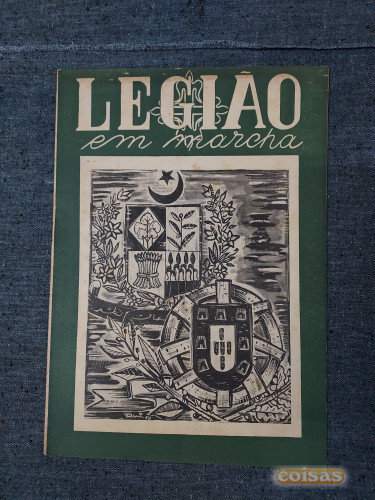 LEGIÃO
em marcha
coisas